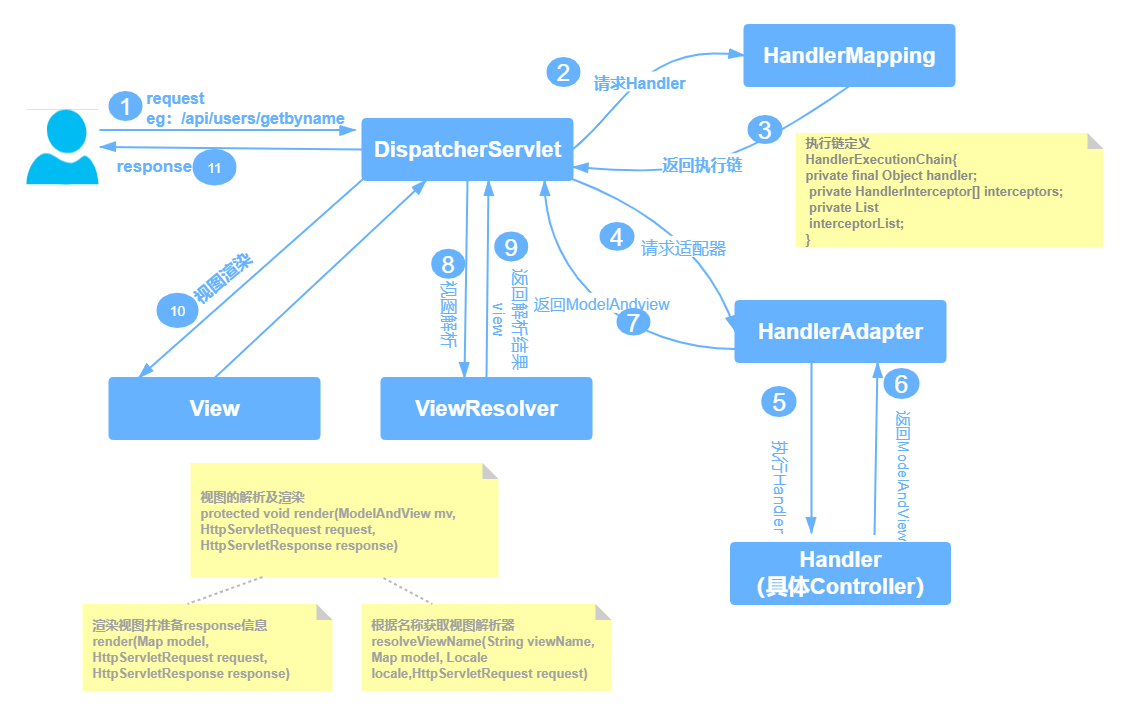 HandlerMapping
2
请求Handler
1
request
eg：/api/users/getbyname
3
执行链定义
HandlerExecutionChain{
private final Object handler;
private HandlerInterceptor[] interceptors;
private List
interceptorList;
}
DispatcherServlet
返回执行链
response
11
4
请求适配器
9
8
视图渲染
10
视图解析
返回解析结果
view
返回ModelAndview
7
HandlerAdapter
6
5
View
ViewResolver
执行Handler
返回ModelAndView
视图的解析及渲染
protected void render(ModelAndView mv,
HttpServletRequest request,
HttpServletResponse response)
Handler
（具体Controller）
渲染视图并准备response信息
render(Map model,
HttpServletRequest request,
HttpServletResponse response)
根据名称获取视图解析器
resolveViewName(String viewName,
Map model, Locale
locale,HttpServletRequest request)